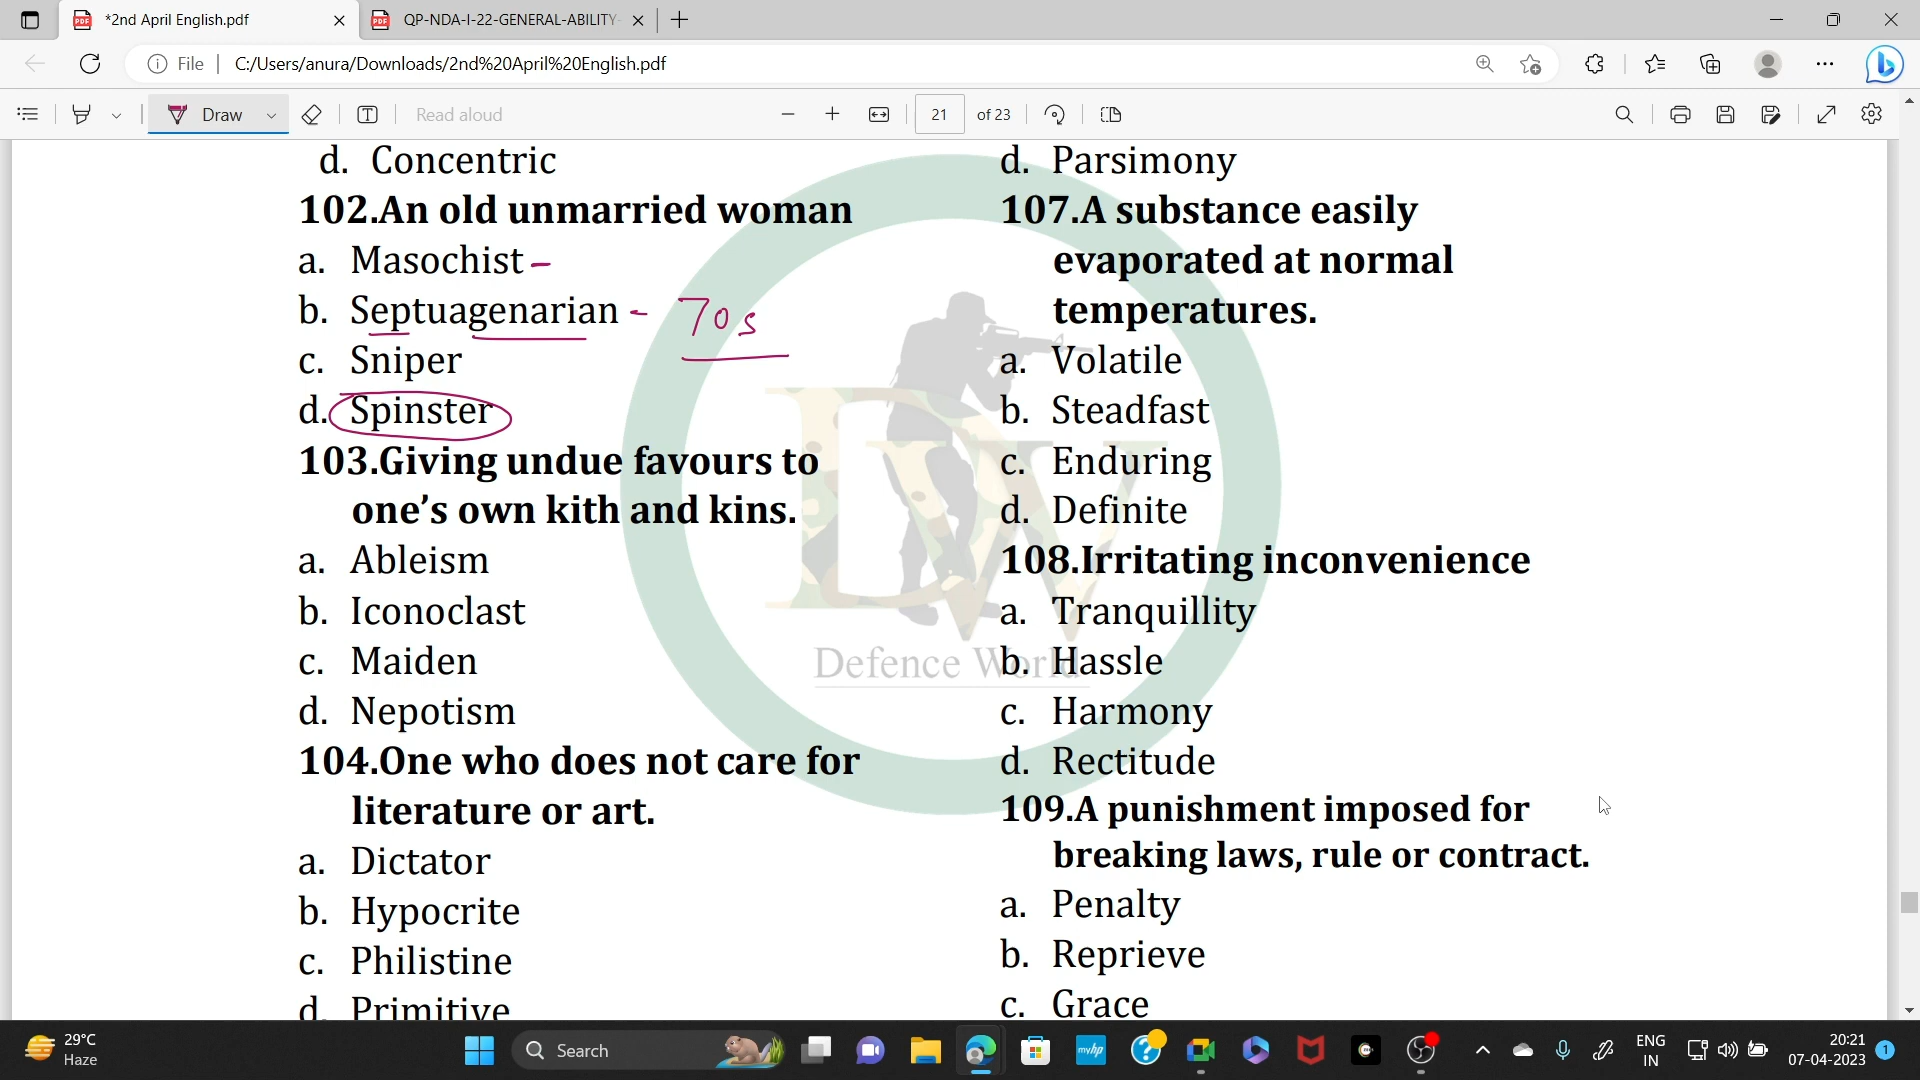 *2nd April English.pdf
QP-NDA-I-22-GENERAL-ABILITY-
File
C:/Users/anura/Downloads/2nd%20April%20English.pdf
Draw
Read aloud
21 of 23
d. Concentric
102.An old unmarried woman
a. Masochist -
b. Septuagenarian - 70s
c. Sniper
d. Spinster
103.Giving undue favours to
one’s own kith and kins.
a. Ableism
b. Iconoclast
c. Maiden
d. Nepotism
104.One who does not care for
literature or art.
a. Dictator
b. Hypocrite
c. Philistine
d. Primitive
d. Parsimony
107.A substance easily
evaporated at normal
temperatures.
a. Volatile
b. Steadfast
c. Enduring
d. Definite
108.Irritating inconvenience
a. Tranquillity
b. Hassle
c. Harmony
d. Rectitude
109.A punishment imposed for
breaking laws, rule or contract.
a. Penalty
b. Reprieve
c. Grace
DW
Defence World
29°C
Haze
Search
myhp
ENG
IN
20:21
07-04-2023
1